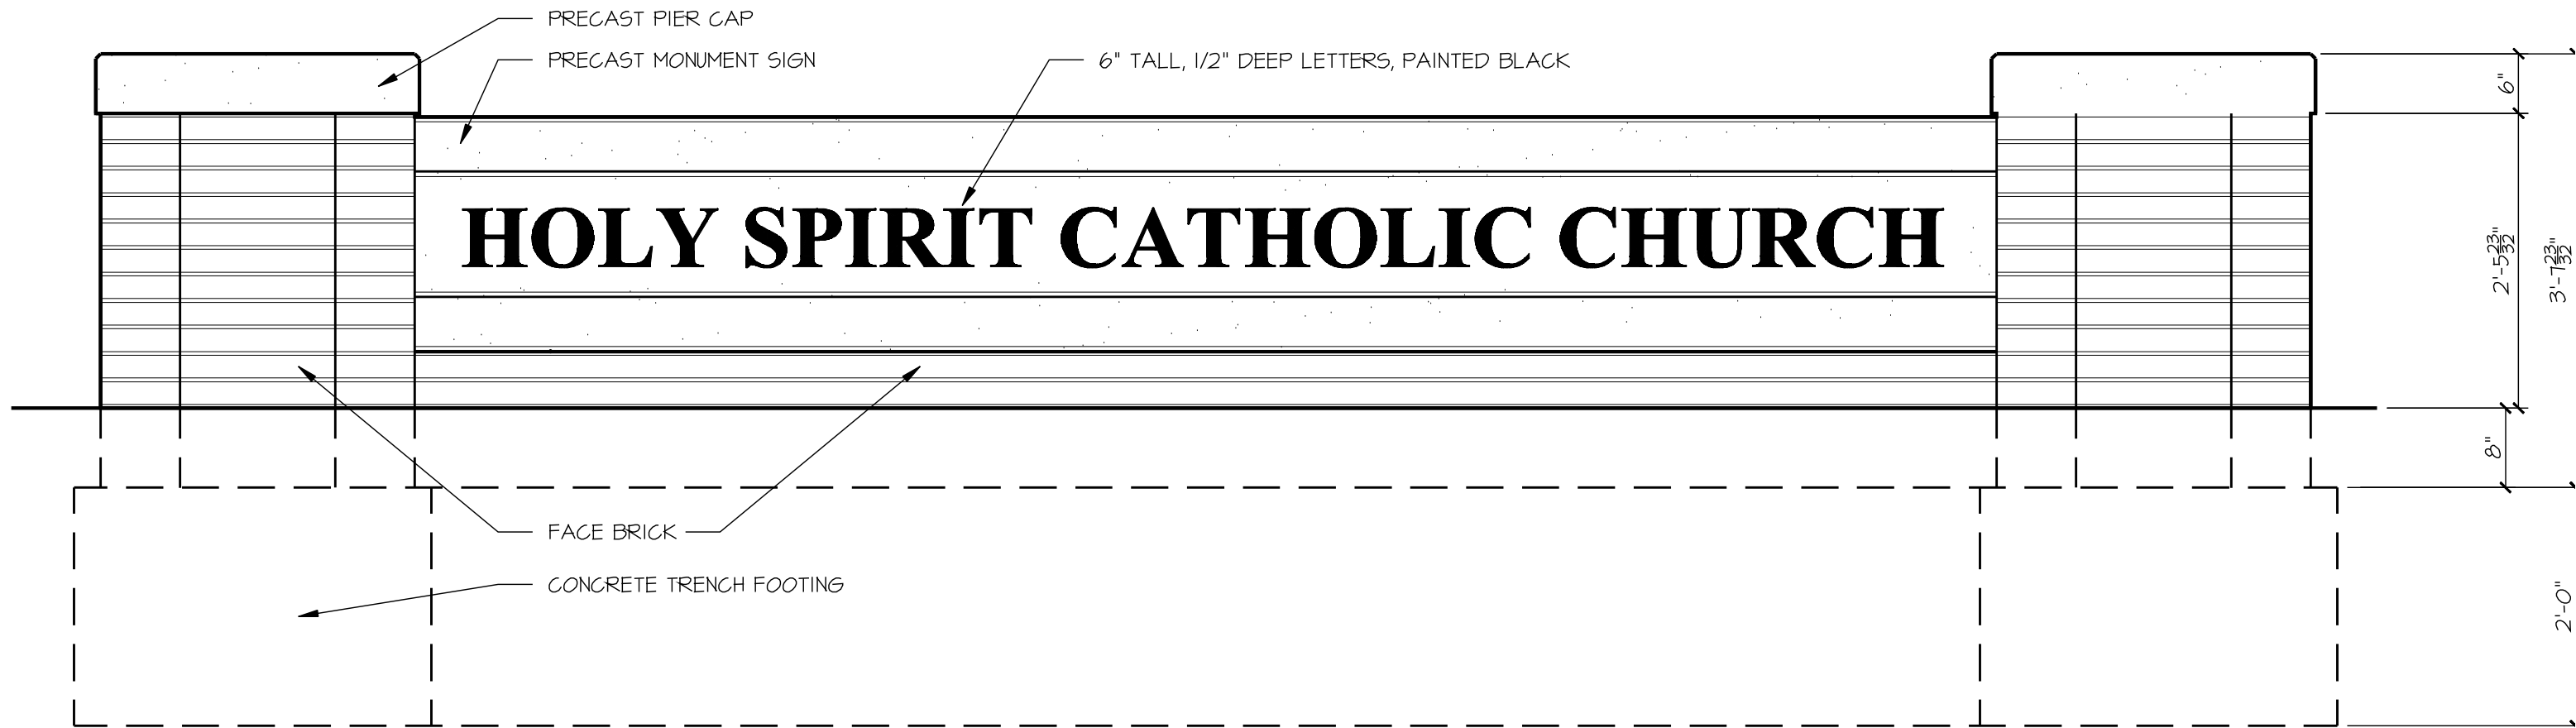 PRECAST PIER CAP
PRECAST MONUMENT SIGN
6" TALL, 1/2" DEEP LETTERS, PAINTED BLACK
6"
HOLY SPIRIT CATHOLIC CHURCH
2'-5 23/32"
3'-7 23/32"
8"
FACE BRICK
CONCRETE TRENCH FOOTING
2'-0"